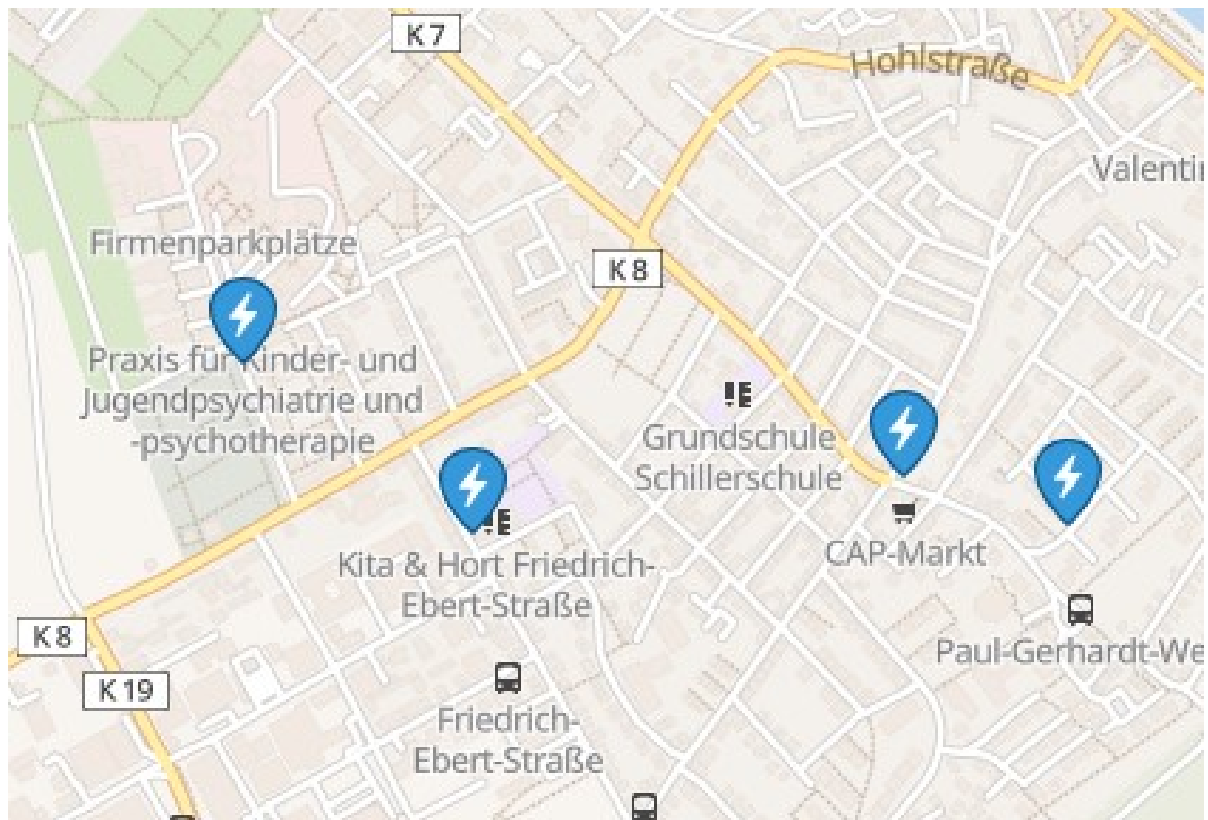 K 7
Hohlstraße
Valentin
Firmenparkplätze
K 8
Praxis für Kinder- und
Jugendpsychiatrie und
-psychotherapie
Grundschule
Schillerschule
CAP-Markt
Kita & Hort Friedrich-
Ebert-Straße
K 8
Paul-Gerhardt-We
K 19
Friedrich-
Ebert-Straße